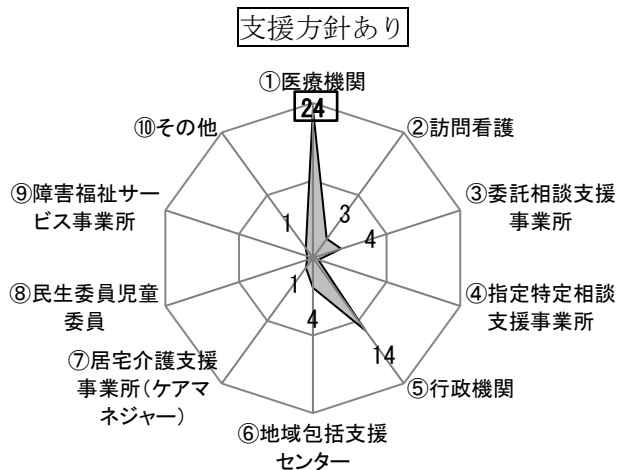 支援方針あり
①医療機関
24
⑩その他
②訪問看護
⑨障害福祉サー
ビス事業所
③委託相談支援
事業所
1
3
4
⑧民生委員児童
委員
④指定特定相談
支援事業所
1
4
14
⑦居宅介護支援
事業所(ケアマ
ネジャー)
⑤行政機関
⑥地域包括支援
センター